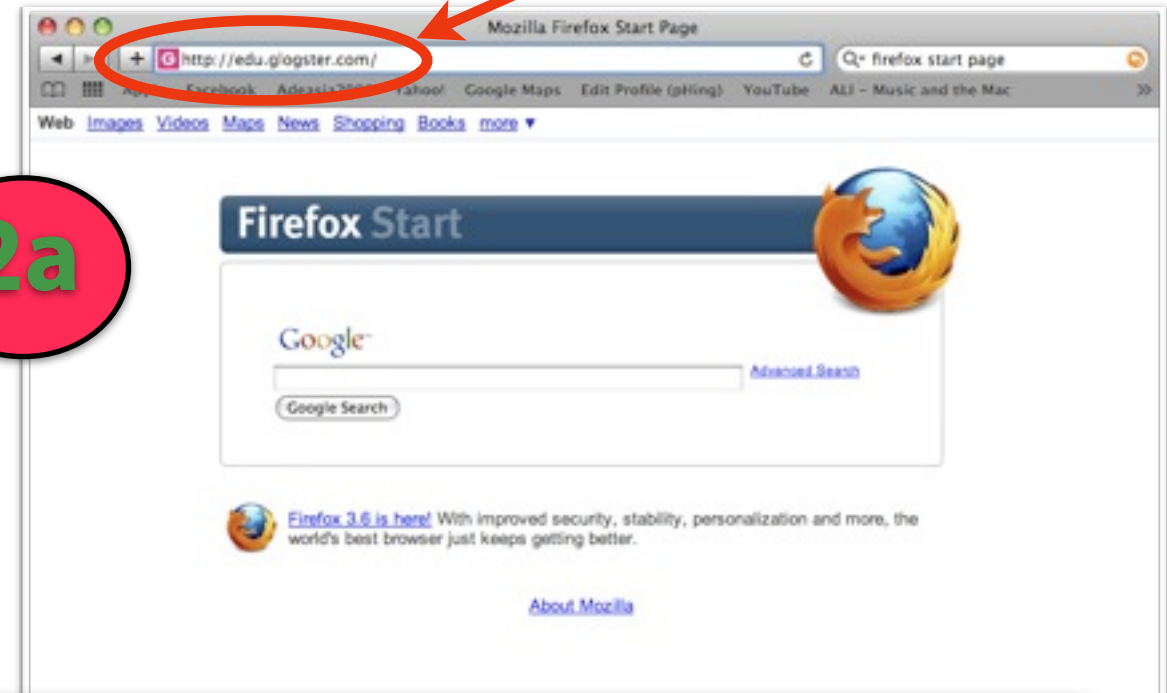 Mozilla Firefox Start Page
http://edu.glogster.com/
firefox start page
Facebook Yahoo! Google Maps Edit Profile (pHing) YouTube ALI - Music and the Mac
Web Images Videos Maps News Shopping Books more ▼
2a
Firefox Start
Google
Advanced Search
Google Search
Firefox 3.6 is here! With improved security, stability, personalization and more, the
world's best browser just keeps getting better.
About Mozilla